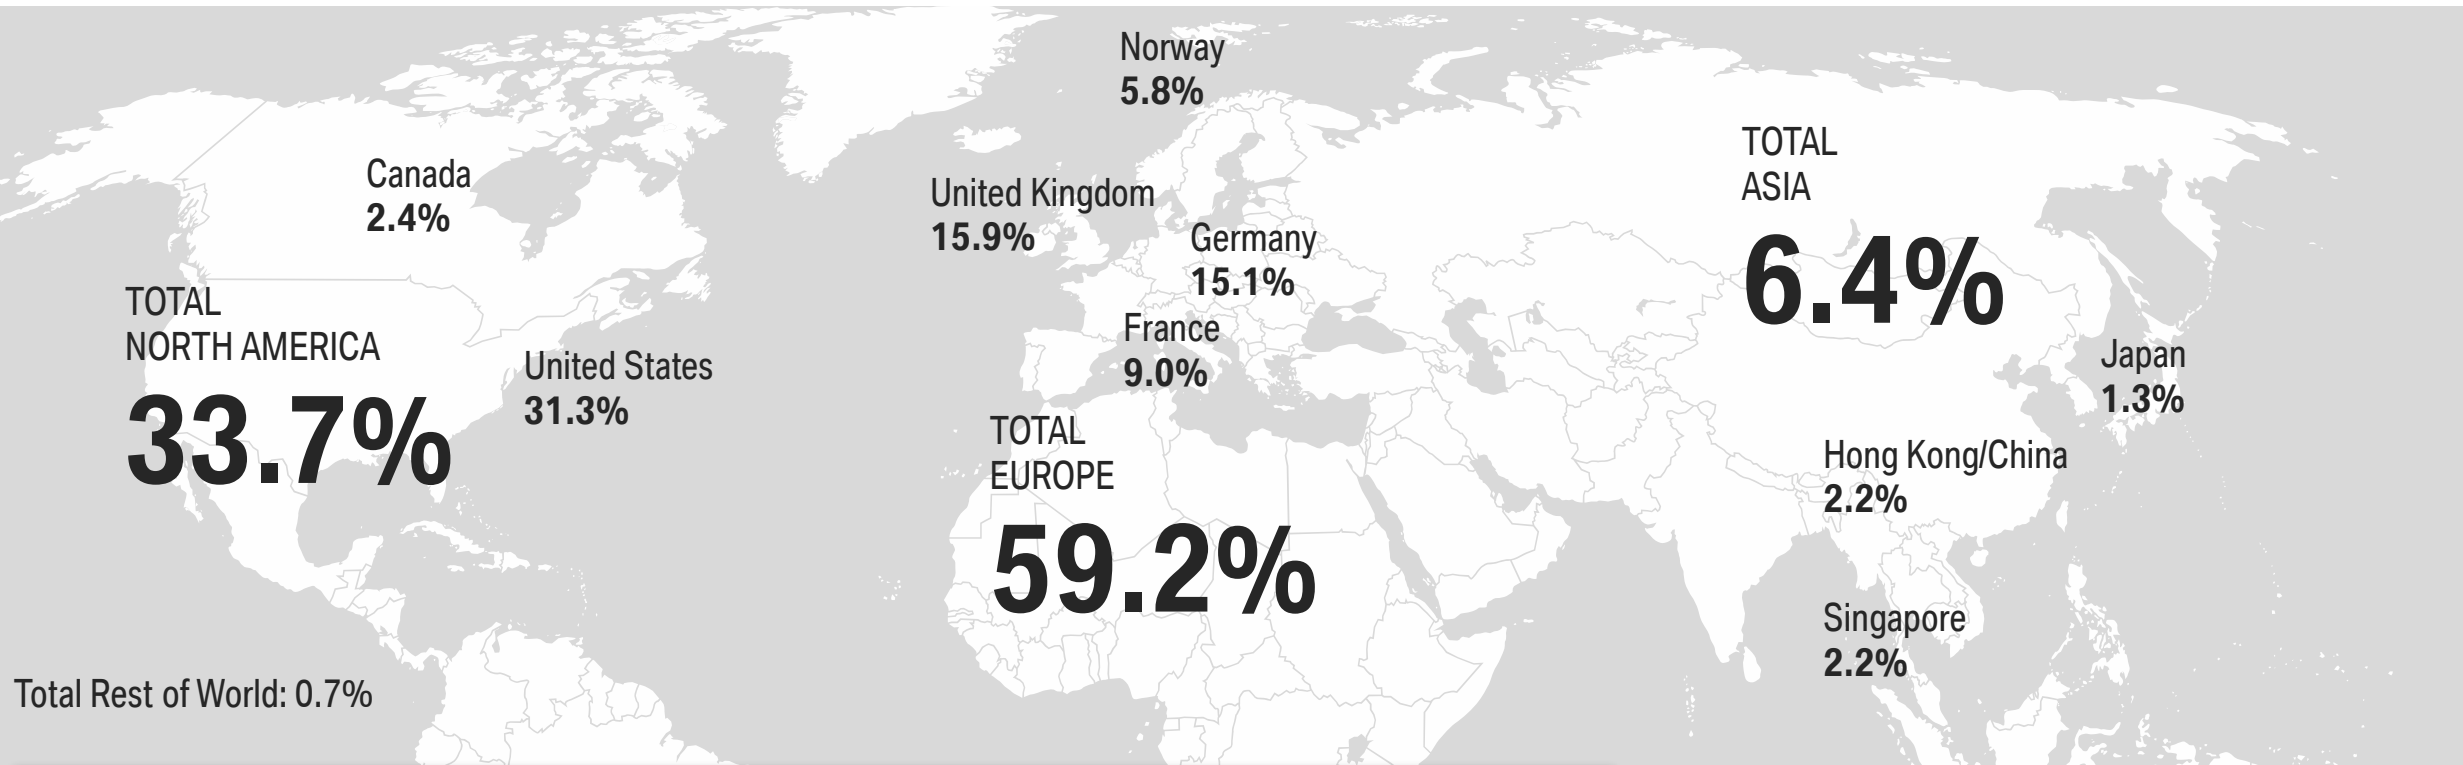 Norway
5.8%
Canada
2.4%
United Kingdom
15.9%
Germany
15.1%
France
9.0%
TOTAL
ASIA
6.4%
TOTAL
NORTH AMERICA
33.7%
United States
31.3%
TOTAL
EUROPE
59.2%
Japan
1.3%
Hong Kong/China
2.2%
Singapore
2.2%
Total Rest of World: 0.7%